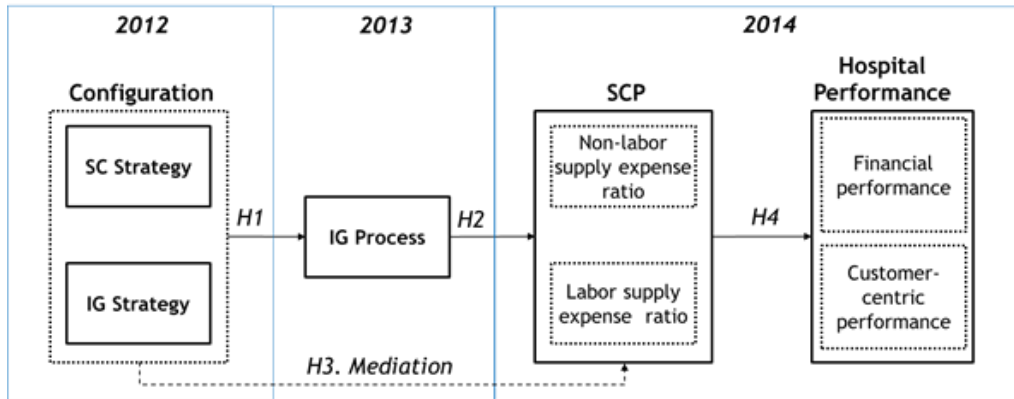 2012
2013
2014
Configuration
SC Strategy
IG Strategy
H1
IG Process
H2
SCP
Non-labor
supply expense
ratio
Labor supply
expense ratio
H4
Hospital
Performance
Financial
performance
Customer-
centric
performance
H3. Mediation